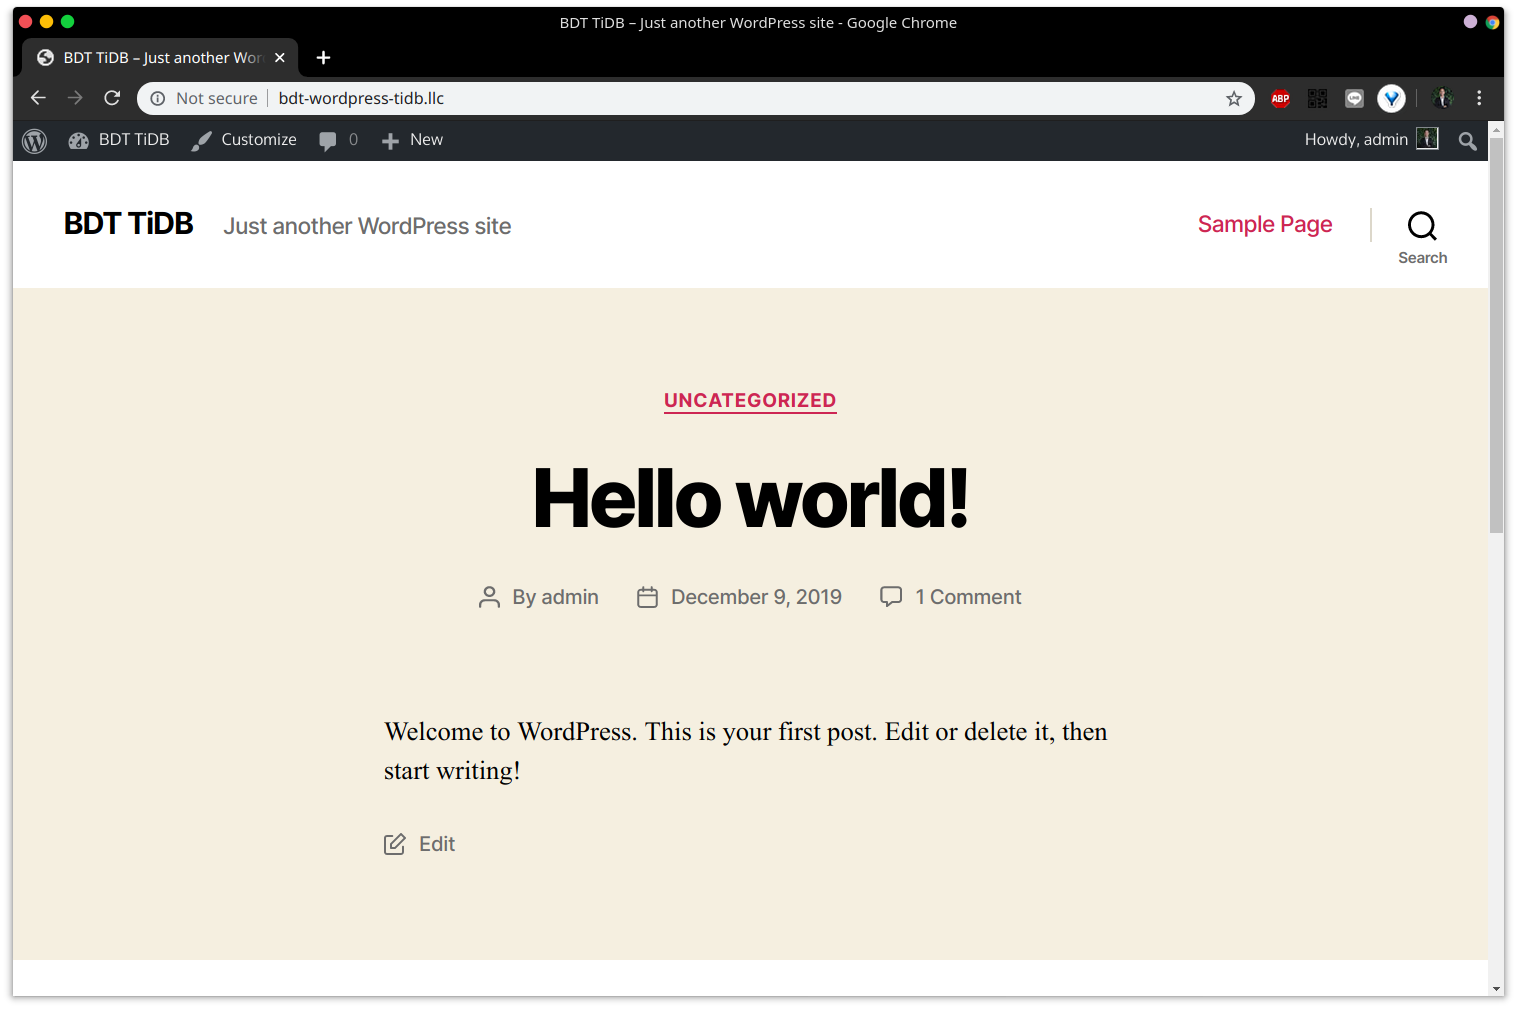 BDT TiDB – Just another WordPress site - Google Chrome
BDT TiDB – Just another Wor
Not secure bdt-wordpress-tidb.llc
ABP
LINE
BDT TiDB Customize 0 New Howdy, admin
BDT TiDB Just another WordPress site Sample Page
Search
UNCATEGORIZED
Hello world!
By admin December 9, 2019 1 Comment
Welcome to WordPress. This is your first post. Edit or delete it, then
start writing!
Edit